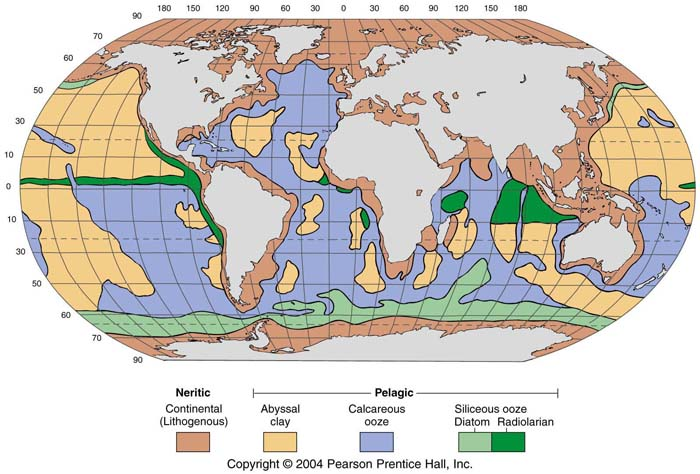 180 150 120 90 60 30 0 30 60 90 120 150 180
90
70
60
50
30
10
0
10
30
50
60
70
90
Neritic
Pelagic
Continental
(Lithogenous)
Abyssal
clay
Calcareous
ooze
Siliceous ooze
Diatom Radiolarian
Copyright © 2004 Pearson Prentice Hall, Inc.